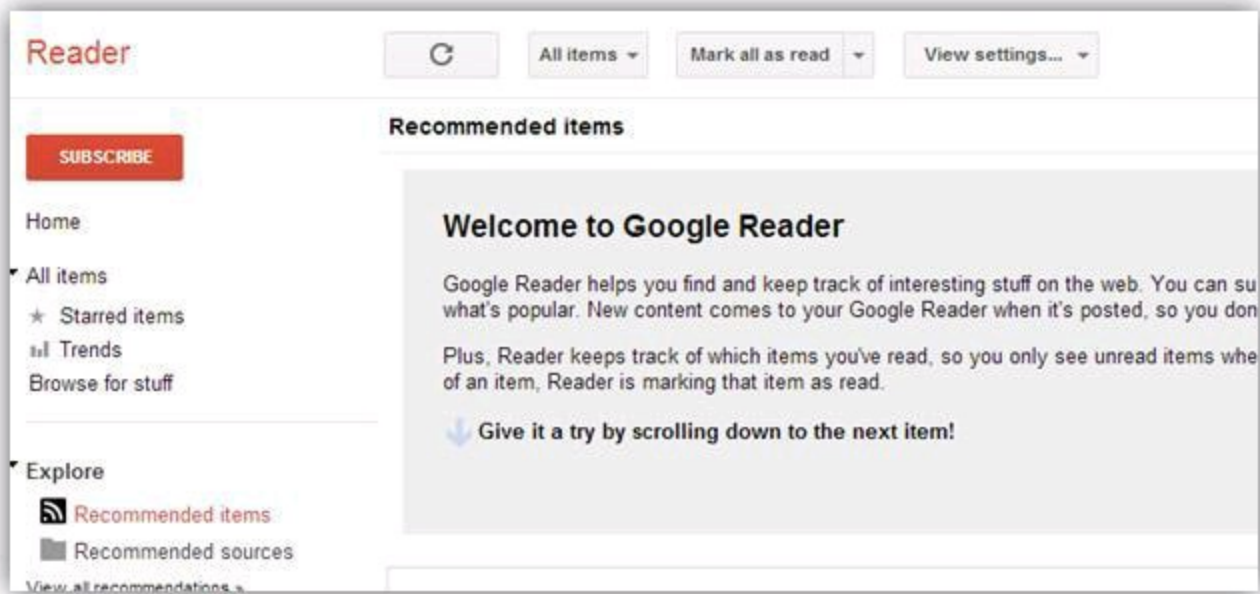 Reader
All items
Mark all as read
View settings...
SUBSCRIBE
Home
All items
Starred items
Trends
Browse for stuff
Explore
Recommended items
Recommended sources
View all recommendations »
Recommended items
Welcome to Google Reader
Google Reader helps you find and keep track of interesting stuff on the web. You can su
what's popular. New content comes to your Google Reader when it's posted, so you don
Plus, Reader keeps track of which items you've read, so you only see unread items whe
of an item, Reader is marking that item as read.
Give it a try by scrolling down to the next item!